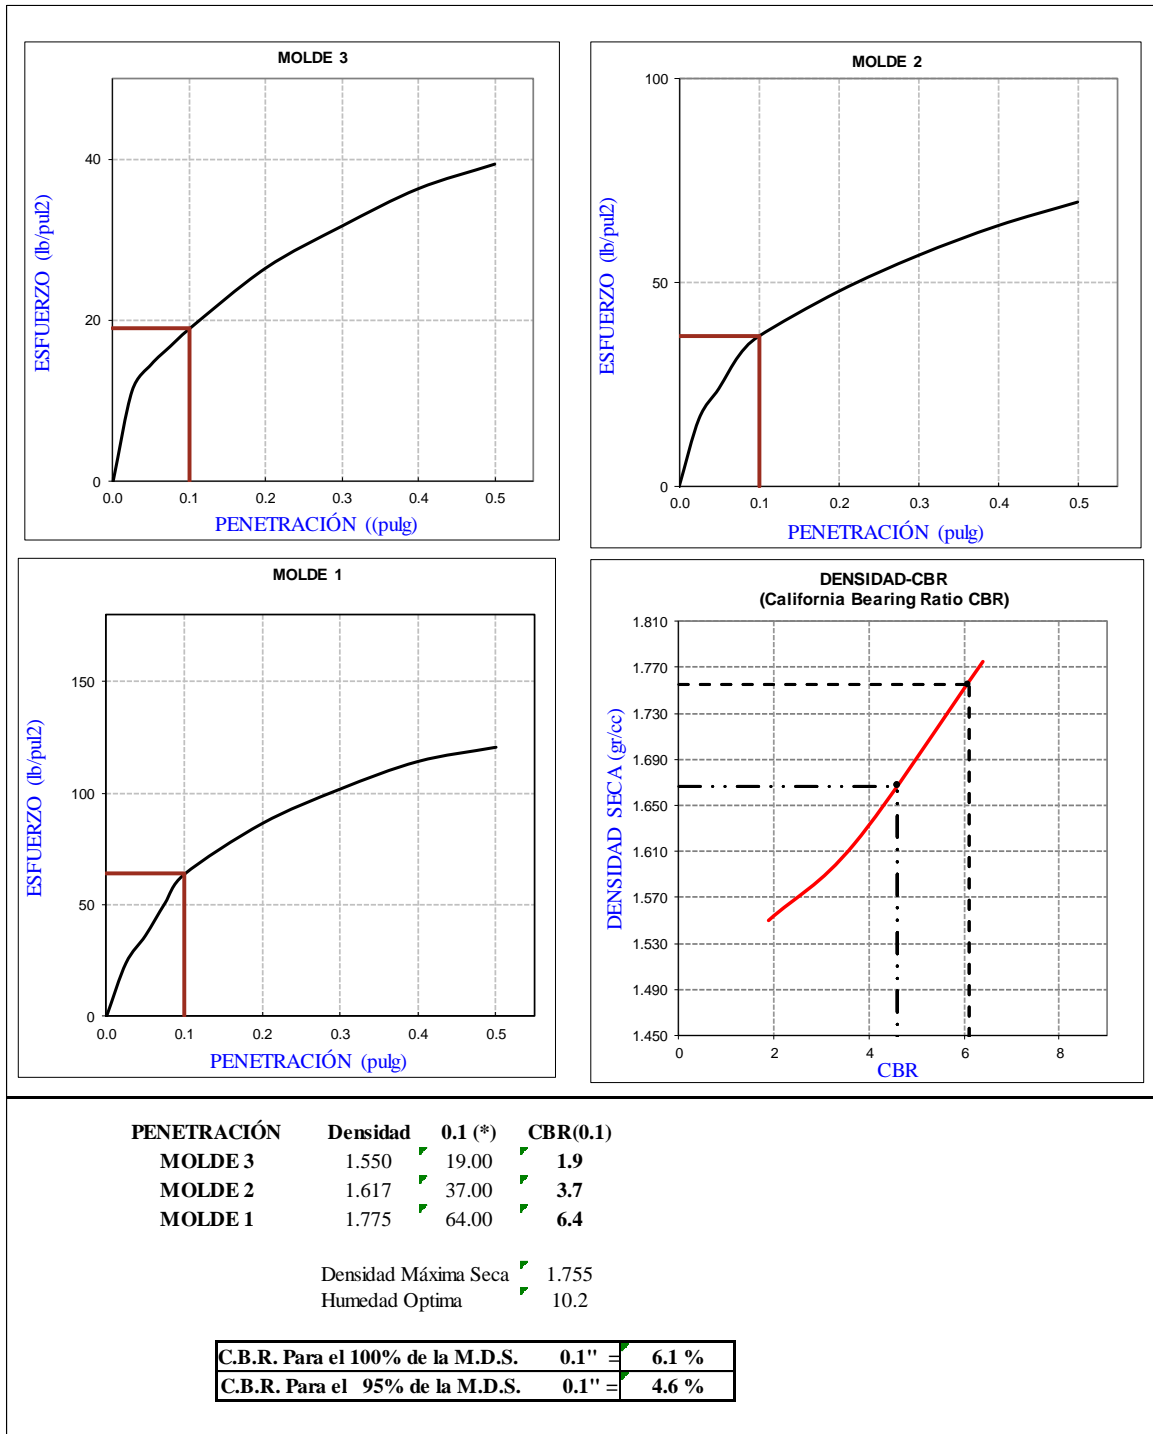 MOLDE 3
40
20
0
0.0 0.1 0.2 0.3 0.4 0.5
ESFUERZO (lb/pul2)
PENETRACIÓN ((pulg)
MOLDE 2
100
50
0
0.0 0.1 0.2 0.3 0.4 0.5
ESFUERZO (lb/pul2)
PENETRACIÓN (pulg)
MOLDE 1
150
100
50
0
0.0 0.1 0.2 0.3 0.4 0.5
ESFUERZO (lb/pul2)
PENETRACIÓN (pulg)
DENSIDAD-CBR
(California Bearing Ratio CBR)
1.810
1.770
1.730
1.690
1.650
1.610
1.570
1.530
1.490
1.450
0 2 4 6 8
DENSIDAD SECA (gr/cc)
CBR
PENETRACIÓN Densidad 0.1 (*) CBR(0.1)
MOLDE 3 1.550 19.00 1.9
MOLDE 2 1.617 37.00 3.7
MOLDE 1 1.775 64.00 6.4
Densidad Máxima Seca 1.755
Humedad Optima 10.2
C.B.R. Para el 100% de la M.D.S. 0.1" = 6.1 %
C.B.R. Para el 95% de la M.D.S. 0.1" = 4.6 %